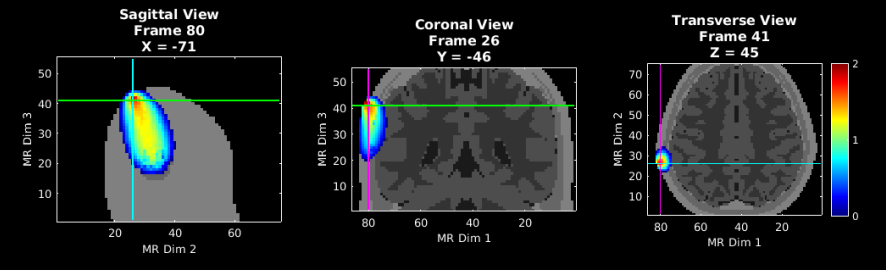 Sagittal View
Frame 80
X = -71
50
40
30
20
10
20
40
60
MR Dim 3
MR Dim 2
Coronal View
Frame 26
Y = -46
50
40
30
20
10
80
60
40
20
MR Dim 3
MR Dim 1
Transverse View
Frame 41
Z = 45
70
60
50
40
30
20
10
80
60
40
20
MR Dim 2
MR Dim 1
2
1
0